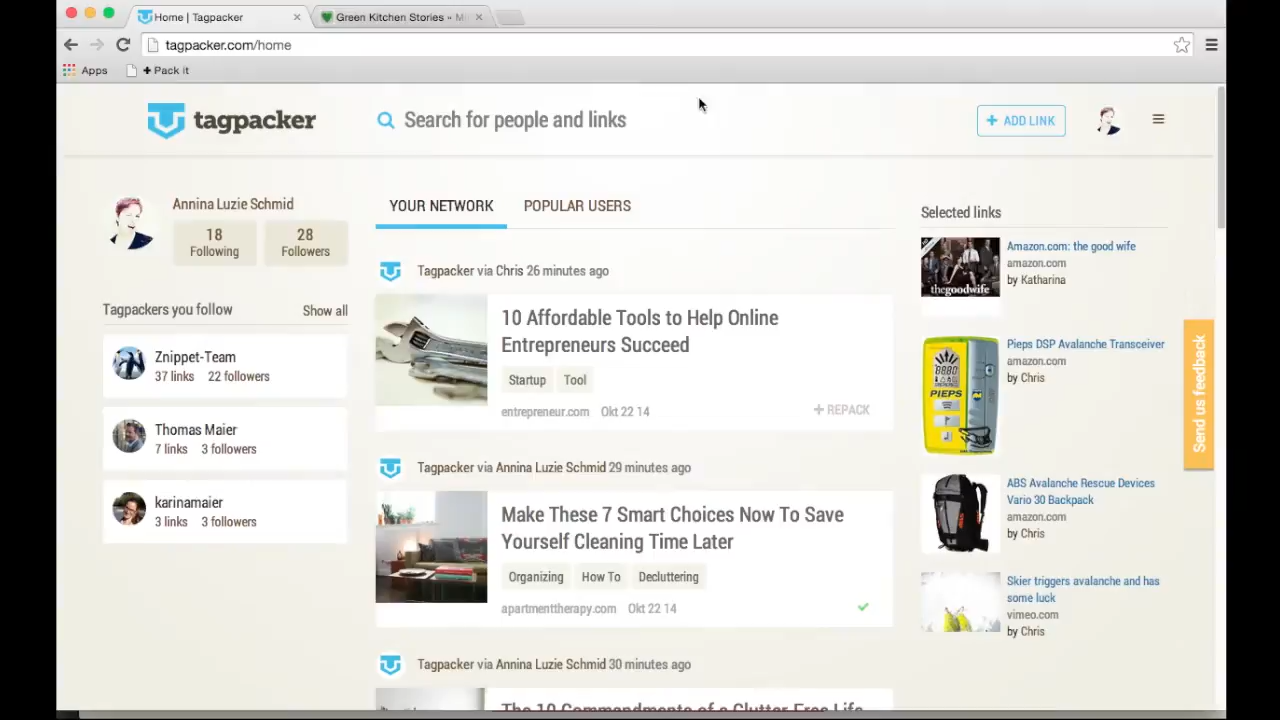 Home | Tagpacker
Green Kitchen Stories
tagpacker.com/home
Apps
+ Pack it
tagpacker
Search for people and links
+ ADD LINK
Annina Luzie Schmid
18
Following
28
Followers
Tagpackers you follow
Show all
Znippet-Team
37 links 22 followers
Thomas Maier
7 links 3 followers
karinamaier
3 links 3 followers
YOUR NETWORK
POPULAR USERS
Tagpacker via Chris 26 minutes ago
10 Affordable Tools to Help Online
Entrepreneurs Succeed
Startup Tool
entrepreneur.com Okt 22 14
+ REPACK
Tagpacker via Annina Luzie Schmid 29 minutes ago
Make These 7 Smart Choices Now To Save
Yourself Cleaning Time Later
Organizing How To Decluttering
apartmenttherapy.com Okt 22 14
Tagpacker via Annina Luzie Schmid 30 minutes ago
The 10 Commandments of a Clutter-Free Life
Selected links
thegoodwife
Amazon.com: the good wife
amazon.com
by Katharina
PIEPS
Pieps DSP Avalanche Transceiver
amazon.com
by Chris
ABS Avalanche Rescue Devices
Vario 30 Backpack
amazon.com
by Chris
Skier triggers avalanche and has
some luck
vimeo.com
by Chris
Send us feedback